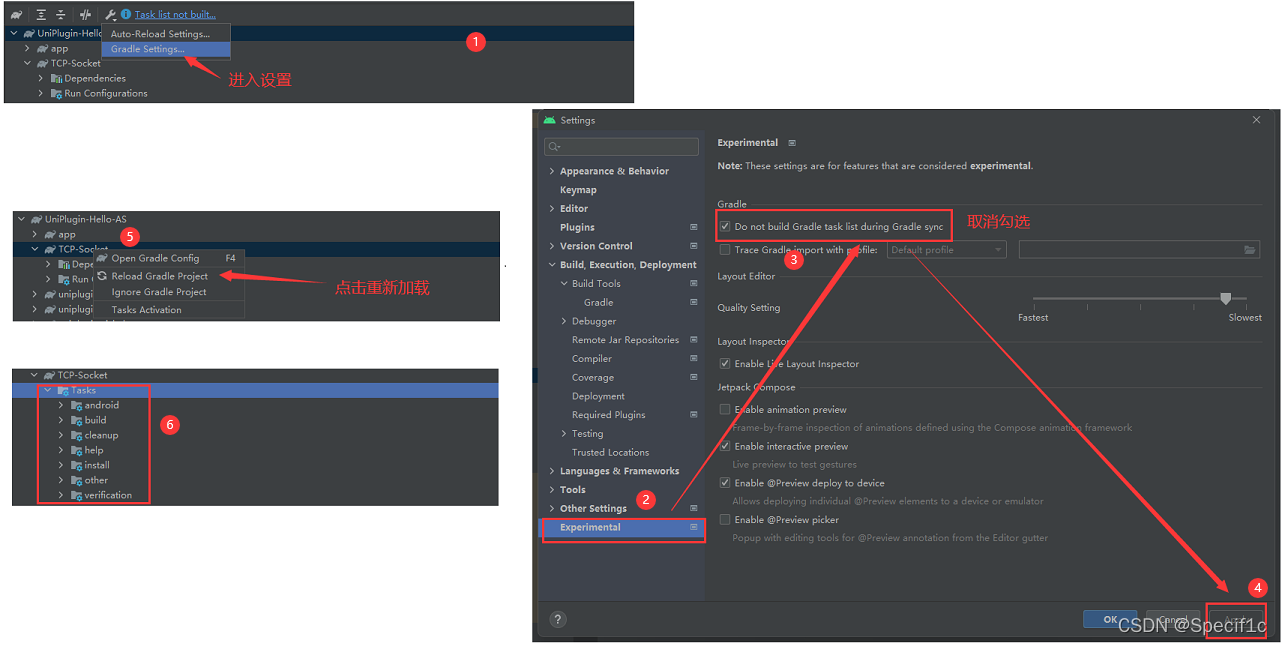 Task list not built...
UniPlugin-Hello
Auto-Reload Settings...
app
Gradle Settings...
TCP-Socket
Dependencies
Run Configurations
1
进入设置
UniPlugin-Hello-AS
app
TCP-Socket
5
Open Gradle Config F4
Reload Gradle Project
Ignore Gradle Project
Tasks Activation
Run
uniplugin
uniplugi
点击重新加载
TCP-Socket
Tasks
android
build
cleanup
help
install
other
verification
6
Settings
Appearance & Behavior
Keymap
Editor
Plugins
Version Control
Build, Execution, Deployment
Build Tools
Gradle
Debugger
Remote Jar Repositories
Compiler
Coverage
Deployment
Required Plugins
Testing
Trusted Locations
Languages & Frameworks
Tools
Other Settings
Experimental
2
Experimental
Note: These settings are for features that are considered experimental.
Gradle
Do not build Gradle task list during Gradle sync
取消勾选
Trace Gradle import with profile: Default profile
3
Layout Editor
Quality Setting
Fastest Slowest
Layout Inspector
Enable Live Layout Inspector
Jetpack Compose
Enable animation preview
Frame-by-frame inspection of animations defined using the Compose animation framework
Enable interactive preview
Live preview to test gestures
Enable @Preview deploy to device
Allows deploying individual @Preview elements to a device or emulator
Enable @Preview picker
Popup with editing tools for @Preview annotation from the Editor gutter
4
?
OK
Cancel
CSDN @Specif1c